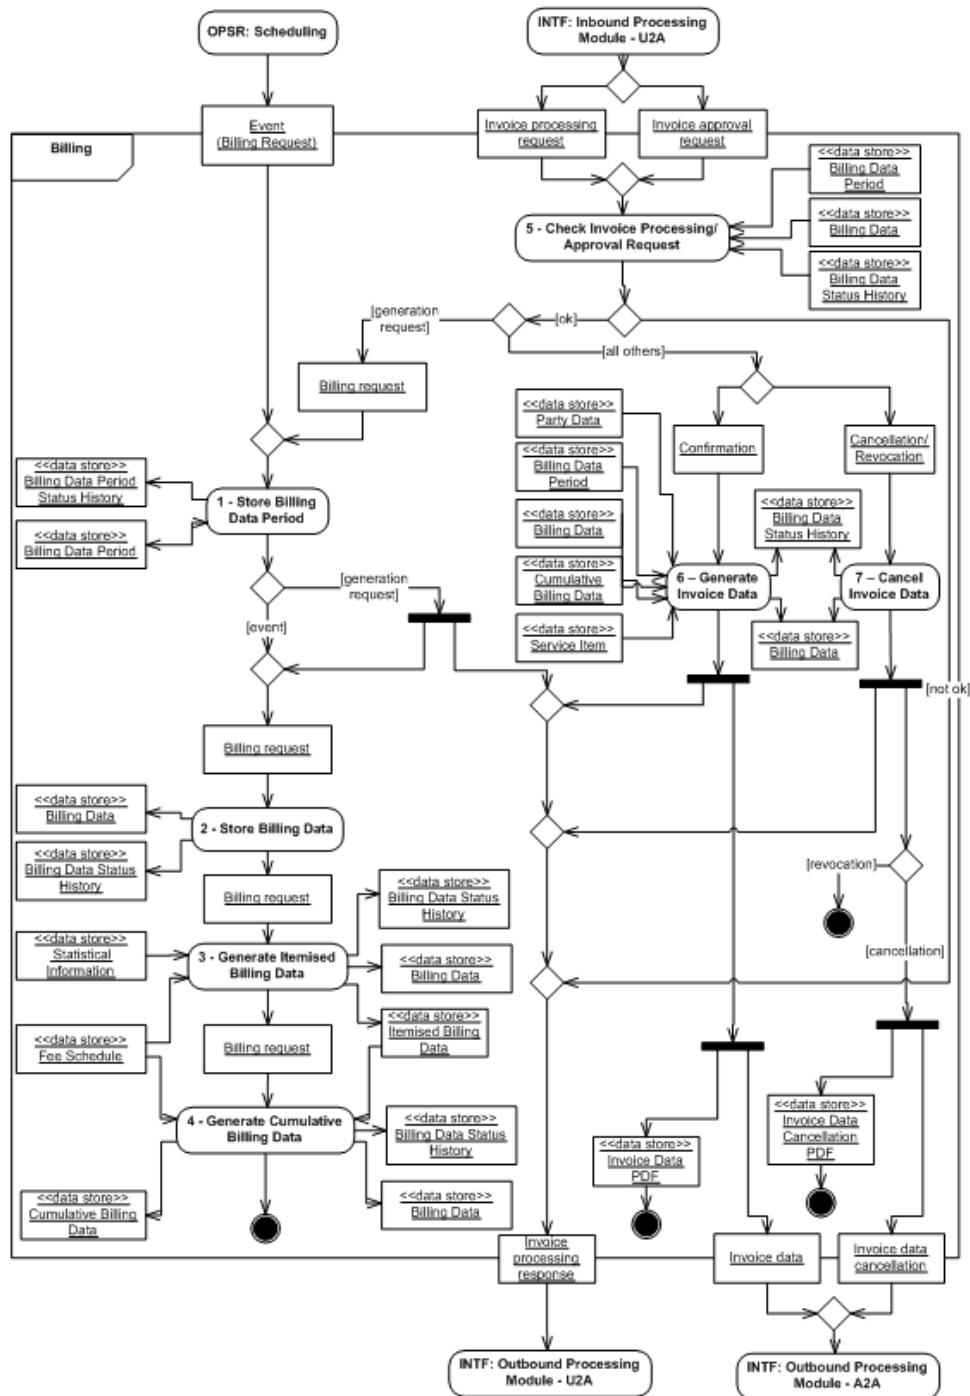 OPSR: Scheduling
INTF: Inbound Processing
Module - U2A
Event
(Billing Request)
Invoice processing
request
Invoice approval
request
Billing
<<data store>>
Billing Data
Period
<<data store>>
Billing Data
<<data store>>
Billing Data
Status History
5 - Check Invoice Processing/
Approval Request
[generation
request]
[ok]
[all others]
Billing request
<<data store>>
Party Data
Confirmation
Cancellation/
Revocation
<<data store>>
Billing Data Period
Status History
<<data store>>
Billing Data
Period
1 - Store Billing
Data Period
<<data store>>
Billing Data Period
<<data store>>
Billing Data
<<data store>>
Billing Data
Status History
<<data store>>
Cumulative
Billing Data
6 – Generate
Invoice Data
7 – Cancel
Invoice Data
[generation
request]
[event]
<<data store>>
Service Item
<<data store>>
Billing Data
[not ok]
Billing request
<<data store>>
Billing Data
2 - Store Billing Data
<<data store>>
Billing Data Status
History
[revocation]
Billing request
<<data store>>
Billing Data Status
History
<<data store>>
Statistical
Information
3 - Generate Itemised
Billing Data
<<data store>>
Billing Data
[cancellation]
<<data store>>
Fee Schedule
Billing request
<<data store>>
Itemised Billing
Data
4 - Generate Cumulative
Billing Data
<<data store>>
Billing Data Status
History
<<data store>>
Invoice Data
PDF
<<data store>>
Invoice Data
Cancellation
PDF
<<data store>>
Cumulative Billing
Data
<<data store>>
Billing Data
Invoice
processing
response
Invoice data
Invoice data
cancellation
INTF: Outbound Processing
Module - U2A
INTF: Outbound Processing
Module - A2A